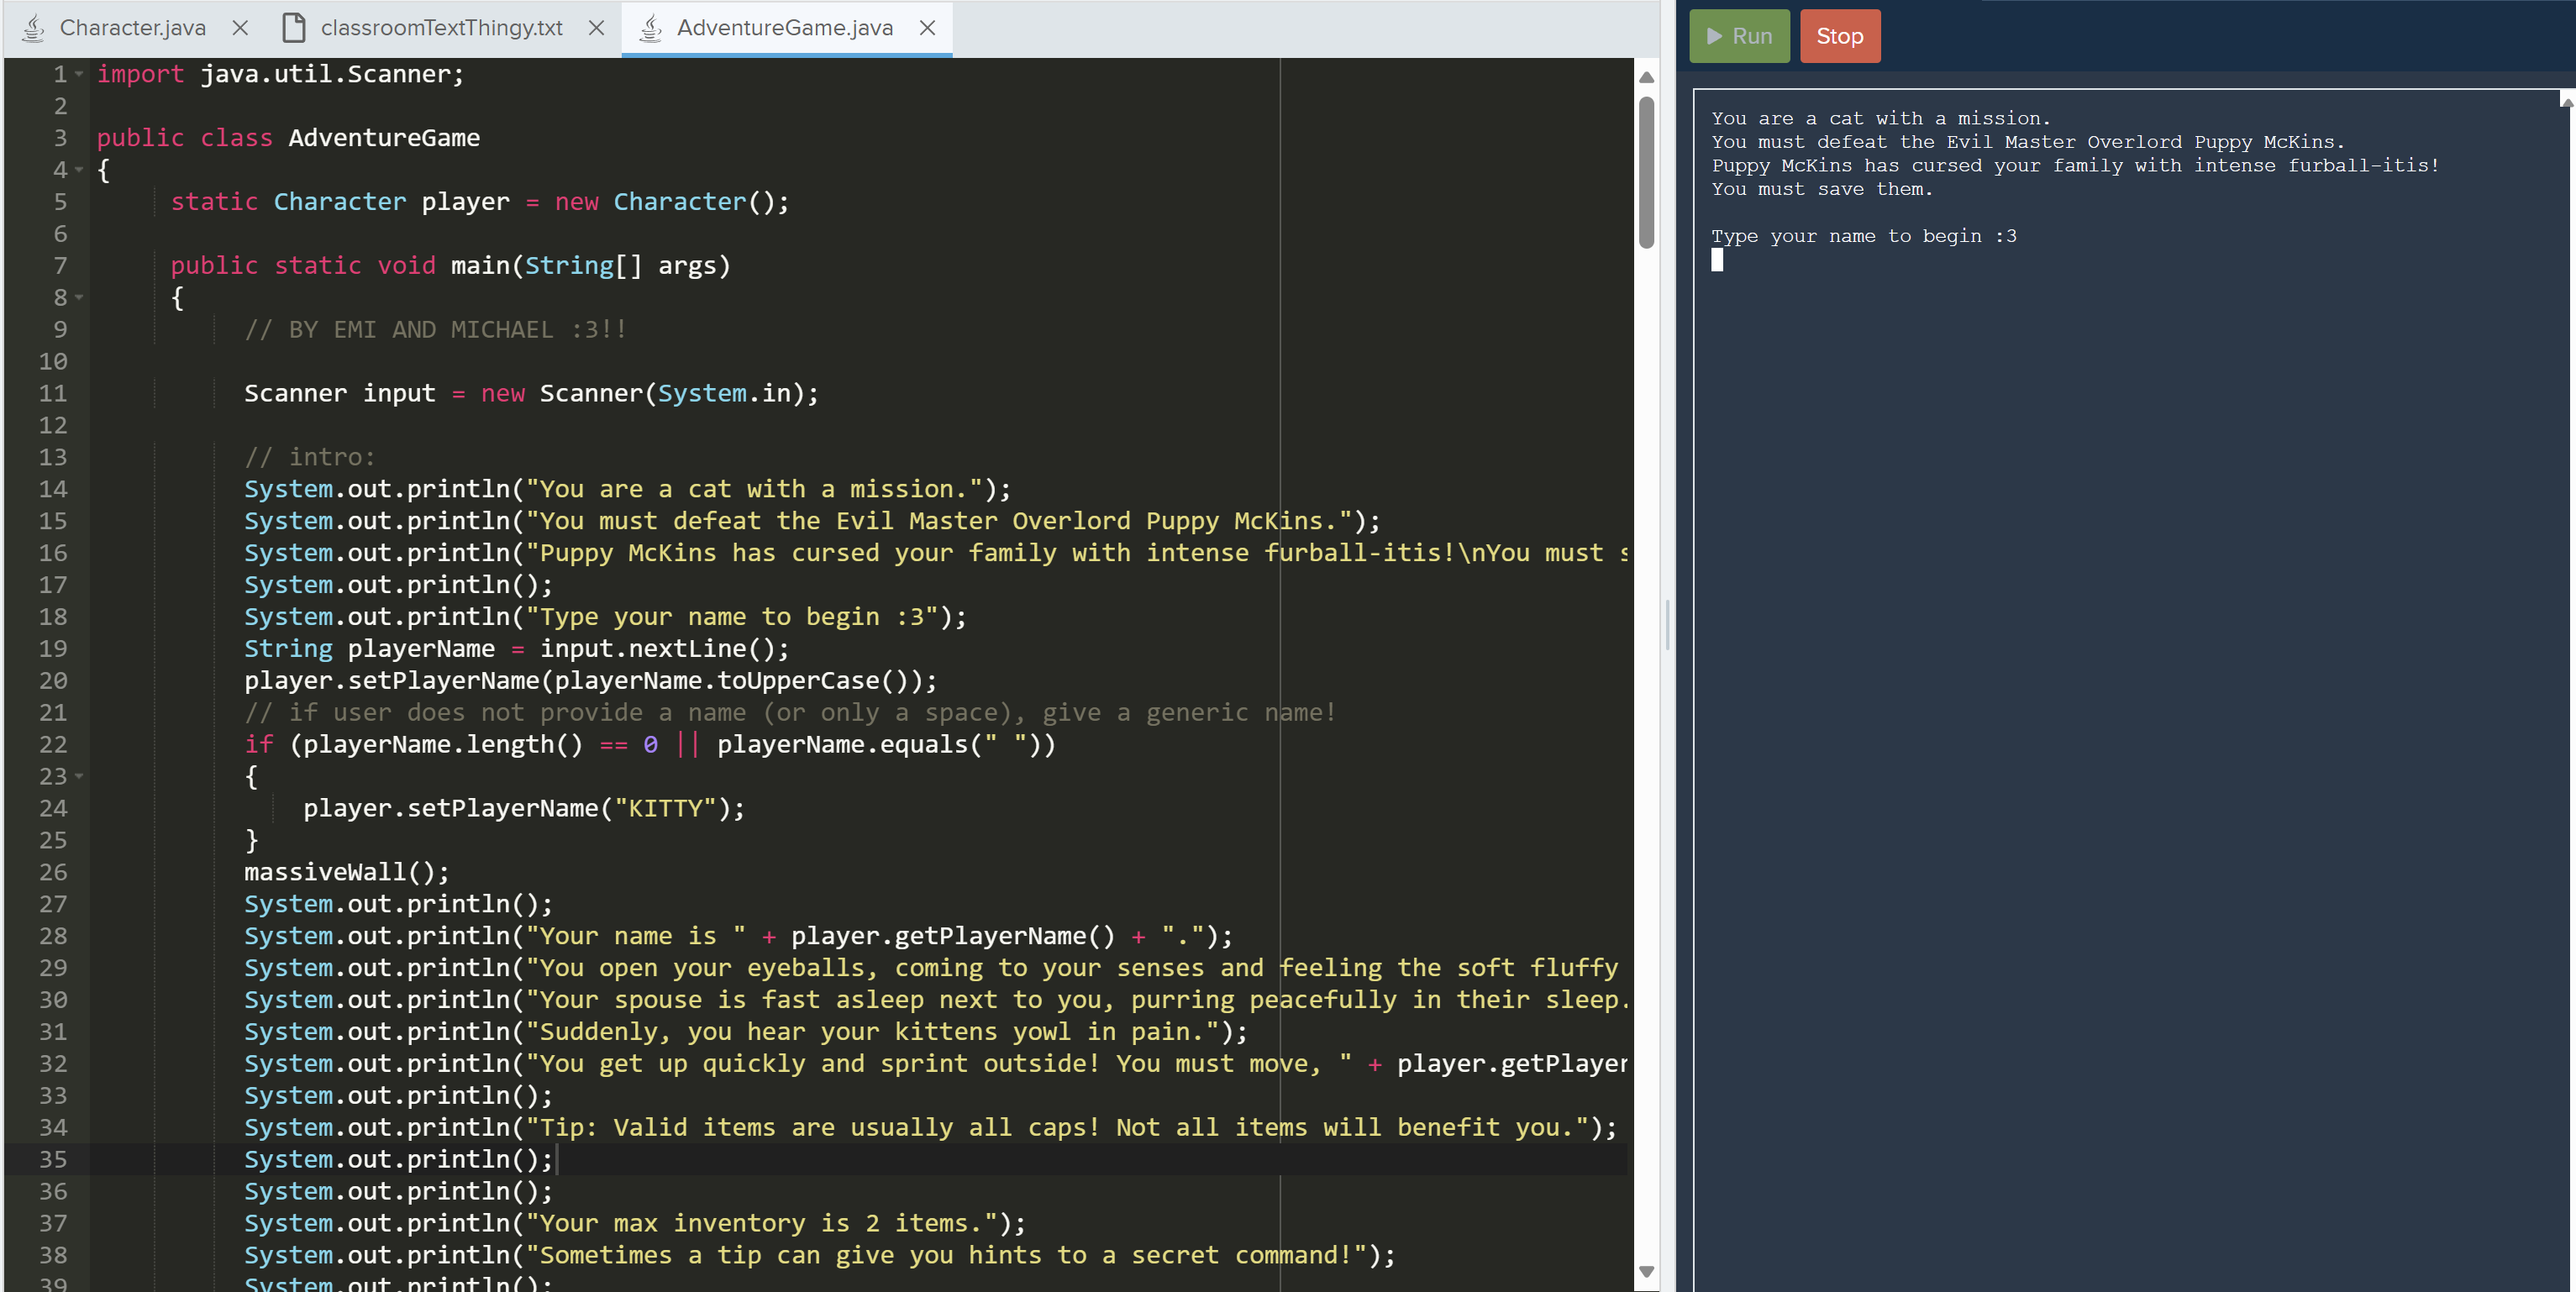 Character.java
classroomTextThingy.txt
AdventureGame.java
Run
Stop
1 import java.util.Scanner;
2
3 public class AdventureGame
4 {
5 static Character player = new Character();
6
7 public static void main(String[] args)
8 {
9 // BY EMI AND MICHAEL :3!!
10
11 Scanner input = new Scanner(System.in);
12
13 // intro:
14 System.out.println("You are a cat with a mission.");
15 System.out.println("You must defeat the Evil Master Overlord Puppy McKins.");
16 System.out.println("Puppy McKins has cursed your family with intense furball-itis!\nYou must s
17 System.out.println();
18 System.out.println("Type your name to begin :3");
19 String playerName = input.nextLine();
20 player.setPlayerName(playerName.toUpperCase());
21 // if user does not provide a name (or only a space), give a generic name!
22 if (playerName.length() == 0 || playerName.equals(" "))
23 {
24 player.setPlayerName("KITTY");
25 }
26 massiveWall();
27 System.out.println();
28 System.out.println("Your name is " + player.getPlayerName() + ".");
29 System.out.println("You open your eyeballs, coming to your senses and feeling the soft fluffy
30 System.out.println("Your spouse is fast asleep next to you, purring peacefully in their sleep.
31 System.out.println("Suddenly, you hear your kittens yowl in pain.");
32 System.out.println("You get up quickly and sprint outside! You must move, " + player.getPlayer
33 System.out.println();
34 System.out.println("Tip: Valid items are usually all caps! Not all items will benefit you.");
35 System.out.println();
36 System.out.println();
37 System.out.println("Your max inventory is 2 items.");
38 System.out.println("Sometimes a tip can give you hints to a secret command!");
39 System.out.println();
You are a cat with a mission.
You must defeat the Evil Master Overlord Puppy McKins.
Puppy McKins has cursed your family with intense furball-itis!
You must save them.
Type your name to begin :3